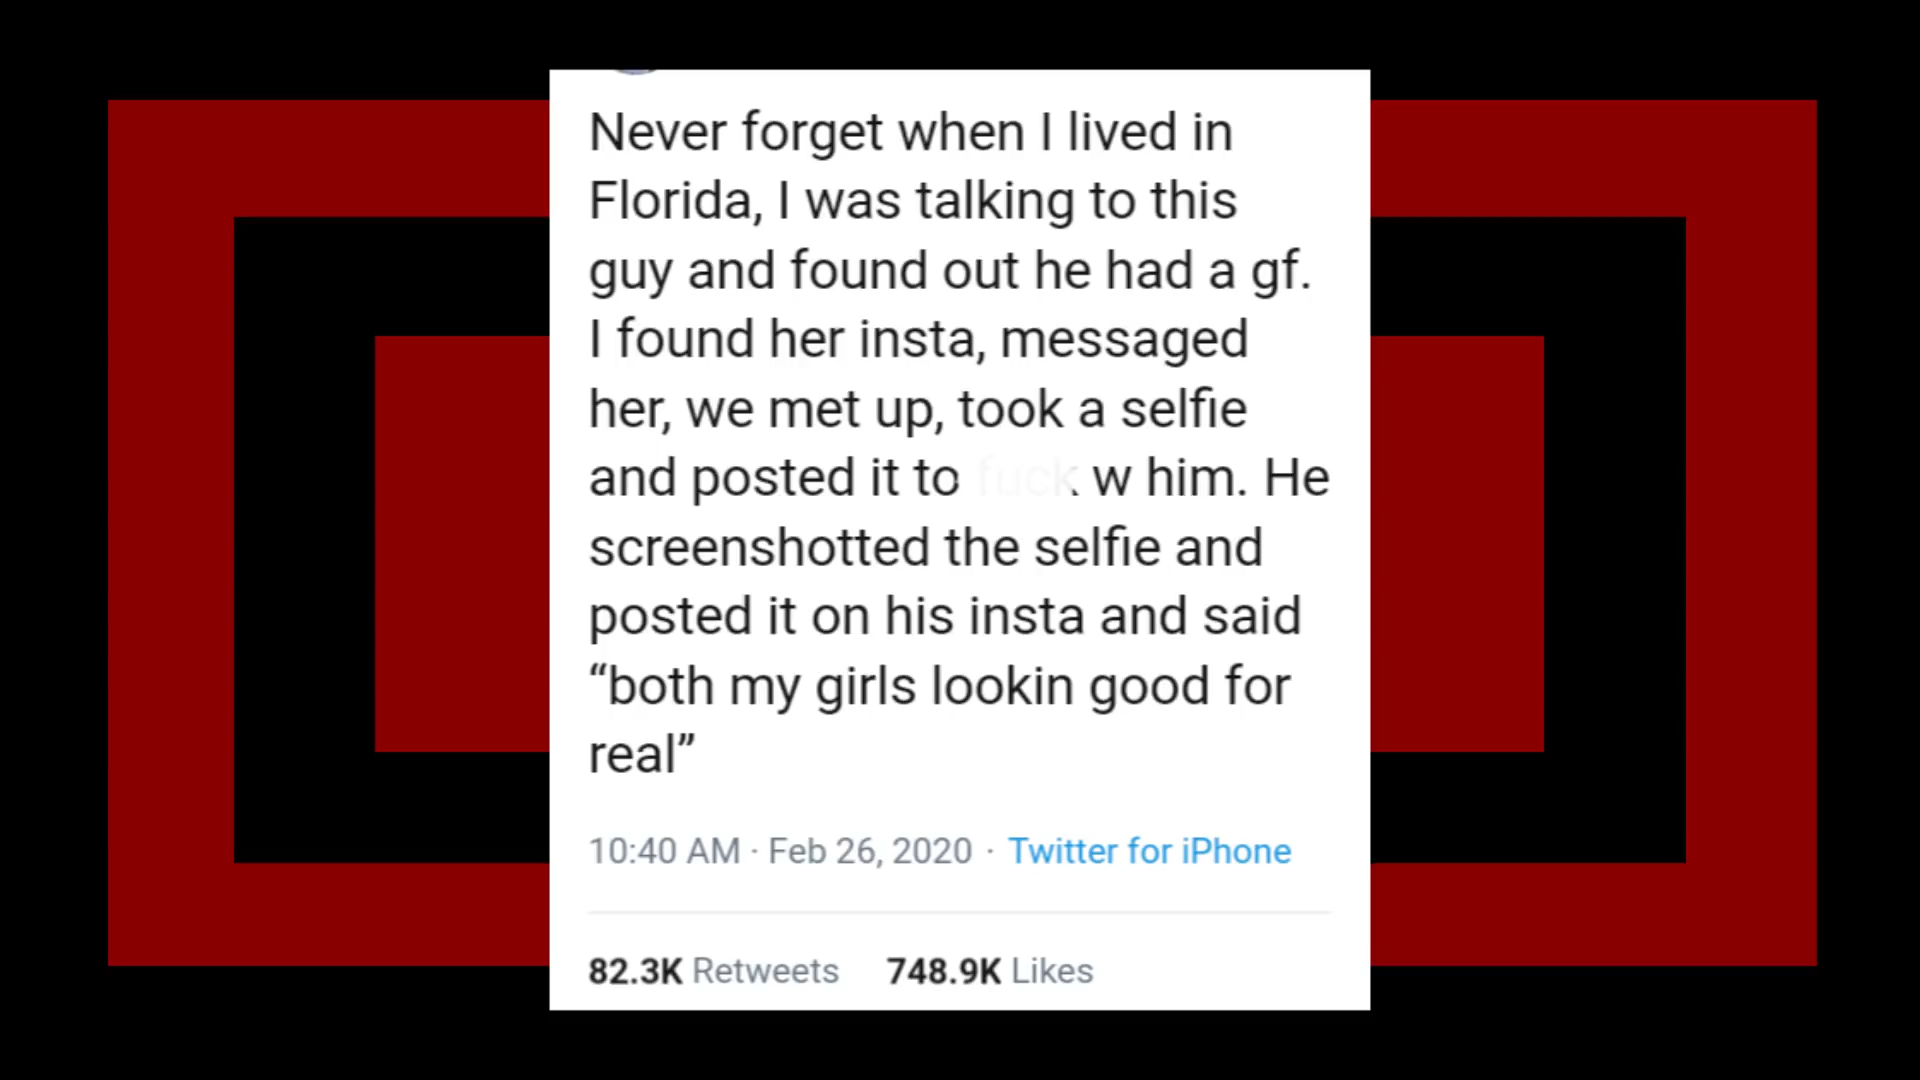 Never forget when I lived in
Florida, I was talking to this
guy and found out he had a gf.
I found her insta, messaged
her, we met up, took a selfie
and posted it to fuck w him. He
screenshotted the selfie and
posted it on his insta and said
“both my girls lookin good for
real”
10:40 AM · Feb 26, 2020 · Twitter for iPhone
82.3K Retweets 748.9K Likes